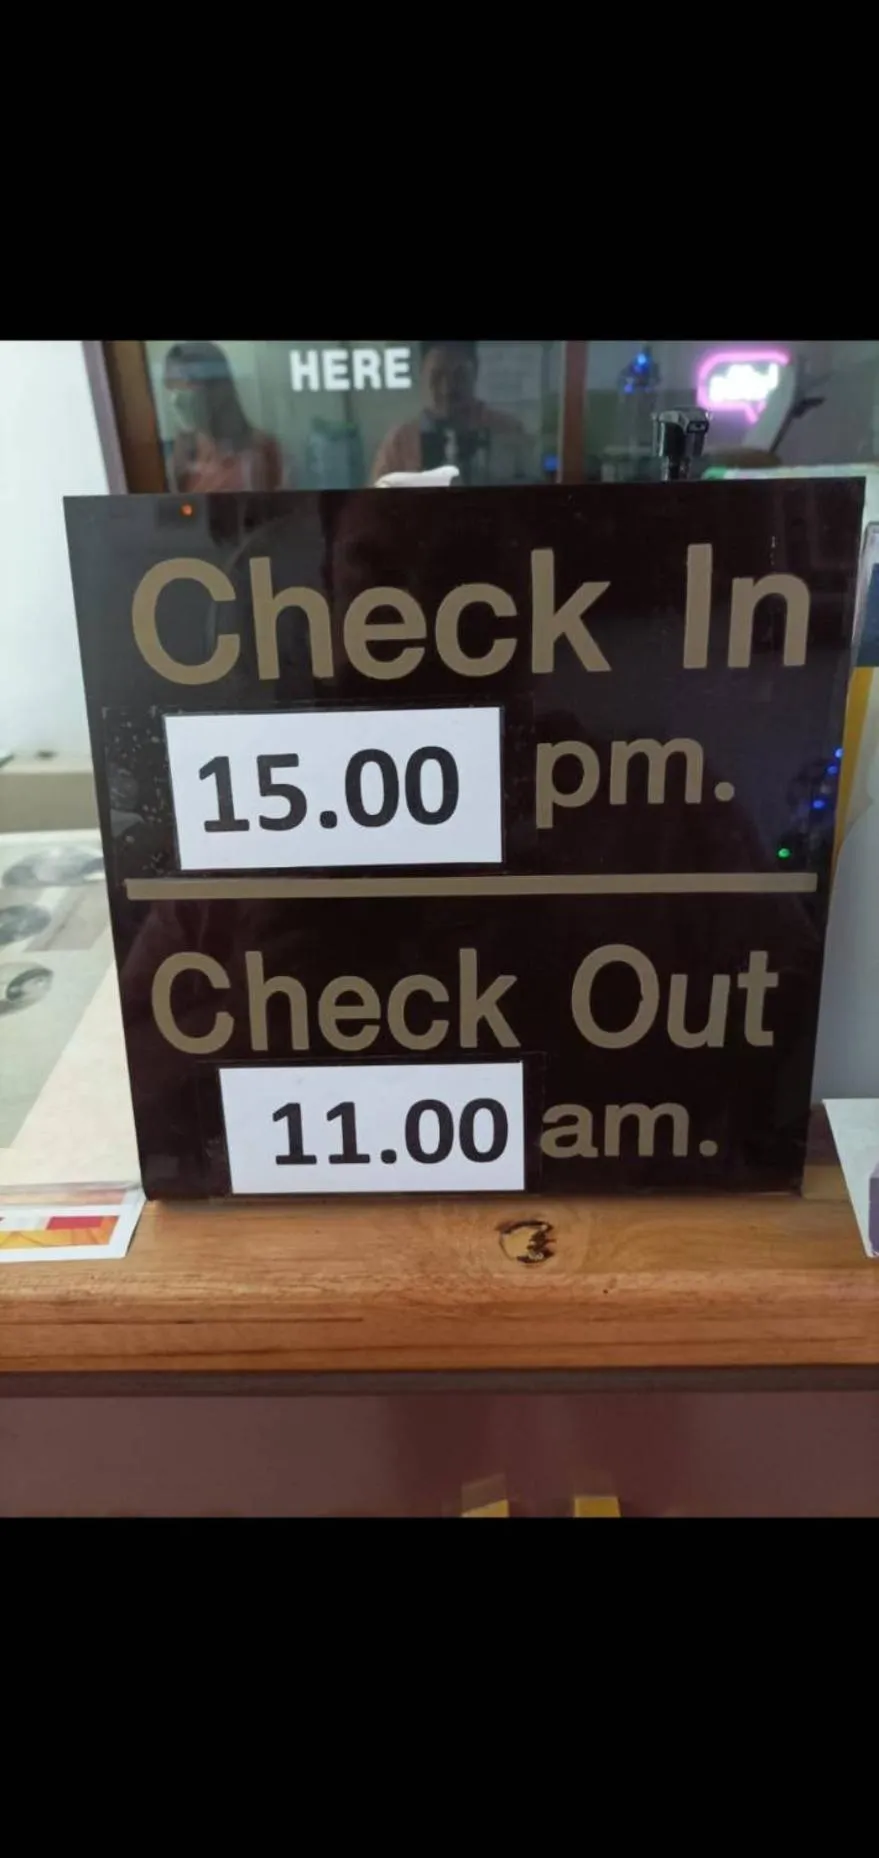 HERE
Check In
15.00 pm.
Check Out
11.00 am.